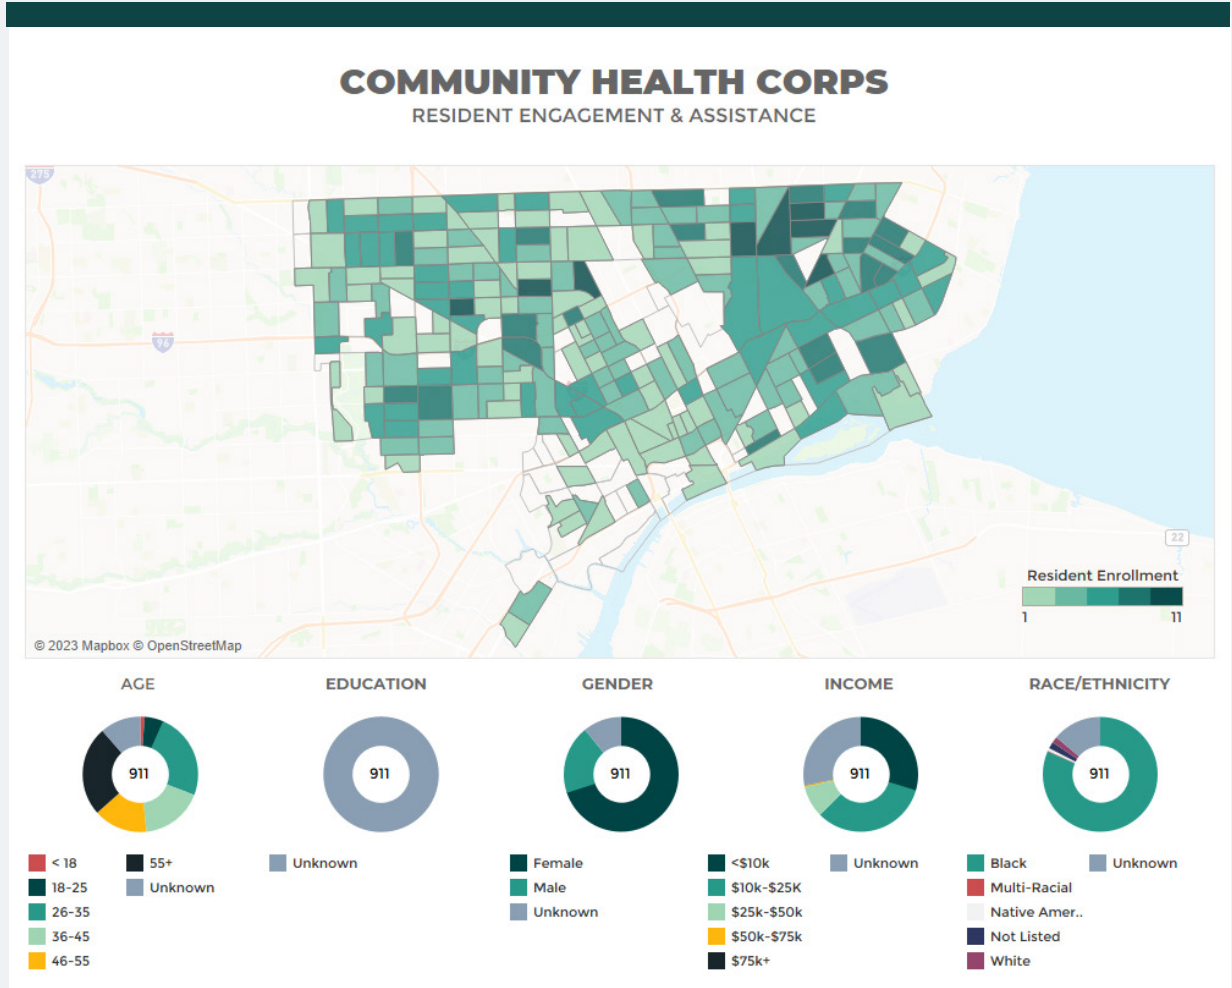 COMMUNITY HEALTH CORPS
RESIDENT ENGAGEMENT & ASSISTANCE
275
96
22
Resident Enrollment
1 11
© 2023 Mapbox © OpenStreetMap
AGE EDUCATION GENDER INCOME RACE/ETHNICITY
911 911 911 911 911
< 18 55+ Unknown Female <$10k Unknown Black Unknown
18-25 Unknown Male $10k-$25K Multi-Racial
26-35 Unknown $25k-$50k Native Amer..
36-45 $50k-$75k Not Listed
46-55 $75k+ White